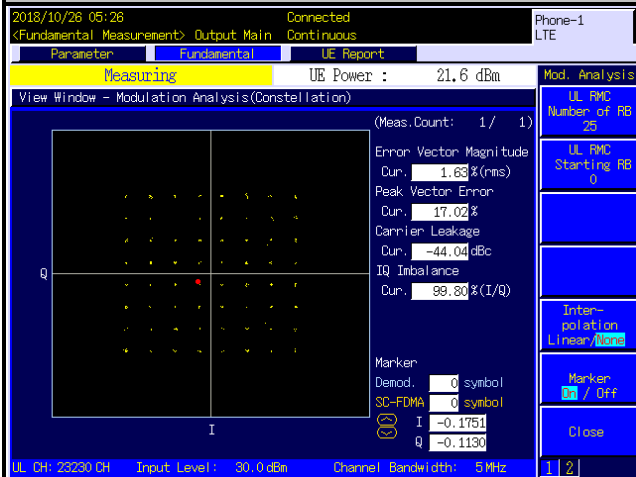 2018/10/26 05:26 Connected Phone-1
<Fundamental Measurement> Output Main Continuous LTE
Parameter Fundamental UE Report
Measuring UE Power : 21.6 dBm Mod. Analysis
View Window - Modulation Analysis(Constellation)
UL RMC
Number of RB
25
(Meas.Count: 1/ 1)
Error Vector Magnitude
Cur. 1.63 %(rms)
Peak Vector Error
Cur. 17.02 %
Carrier Leakage
Cur. -44.04 dBc
IQ Imbalance
Cur. 99.80 %(I/Q)
UL RMC
Starting RB
0
Q
I
Inter-
polation
Linear/None
Marker
Demod. 0 symbol
SC-FDMA 0 symbol
I -0.1751
Q -0.1130
Marker
On / Off
Close
UL CH: 23230 CH Input Level: 30.0 dBm Channel Bandwidth: 5 MHz
1 2